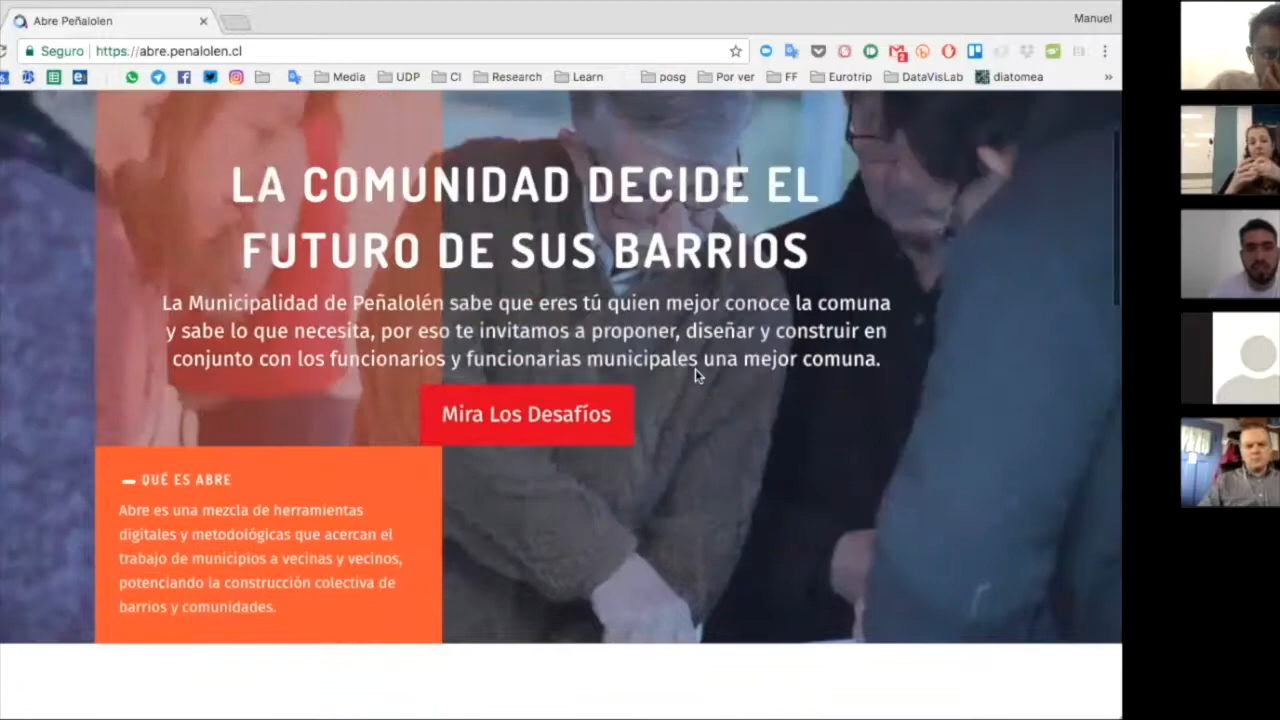 Abre Peñalolen
Manuel
Seguro https://abre.penalolen.cl
Media UDP CI Research Learn posg Por ver FF Eurotrip DataVisLab diatomea
LA COMUNIDAD DECIDE EL
FUTURO DE SUS BARRIOS
La Municipalidad de Peñalolén sabe que eres tú quien mejor conoce la comuna
y sabe lo que necesita, por eso te invitamos a proponer, diseñar y construir en
conjunto con los funcionarios y funcionarias municipales una mejor comuna.
Mira Los Desafíos
QUÉ ES ABRE
Abre es una mezcla de herramientas
digitales y metodológicas que acercan el
trabajo de municipios a vecinas y vecinos,
potenciando la construcción colectiva de
barrios y comunidades.